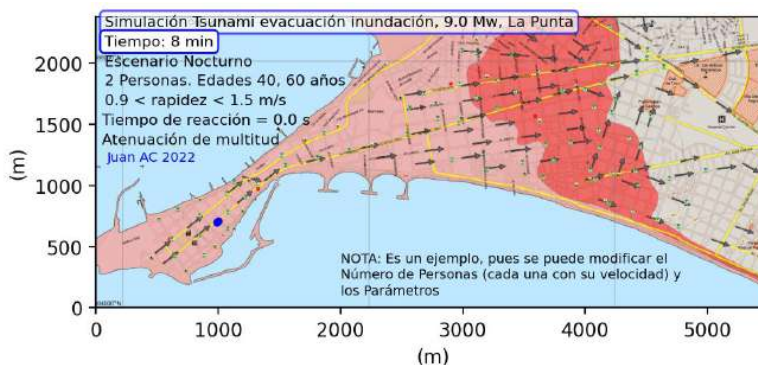 Simulación Tsunami evacuación inundación, 9.0 Mw, La Punta
Tiempo: 8 min
Escenario Nocturno
2 Personas. Edades 40, 60 años
0.9 < rapidez < 1.5 m/s
Tiempo de reacción = 0.0 s
Atenuación de multitud
Juan AC 2022
NOTA: Es un ejemplo, pues se puede modificar el
Número de Personas (cada una con su velocidad) y
los Parámetros
2000
1500
1000
500
0
(m)
0 1000 2000 3000 4000 5000
(m)